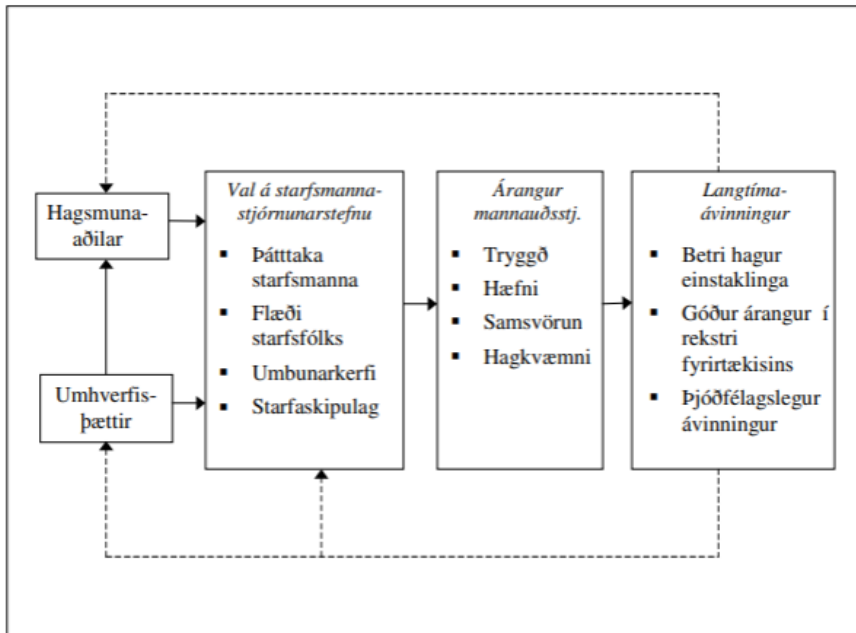 Hagsmuna-
aðilar
Umhverfis-
þættir
Val á starfsmanna-
stjórnunarstefnu
▪ Þátttaka
starfsmanna
▪ Flæði
starfsfólks
▪ Umbunarkerfi
▪ Starfaskipulag
Árangur
mannauðsstj.
▪ Tryggð
▪ Hæfni
▪ Samsvörun
▪ Hagkvæmni
Langtíma-
ávinningur
▪ Betri hagur
einstaklinga
▪ Góður árangur í
rekstri
fyrirtækisins
▪ Þjóðfélagslegur
ávinningur